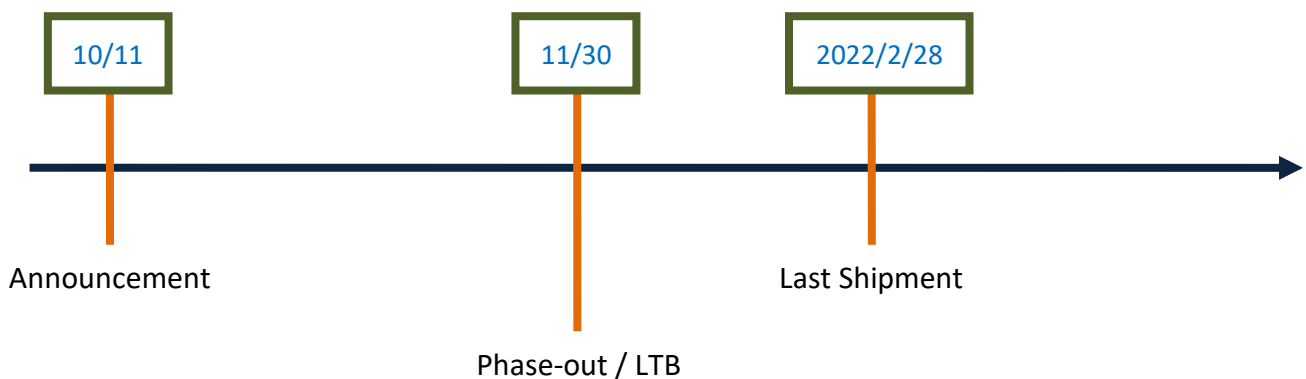 10/11
11/30
2022/2/28
Announcement
Last Shipment
Phase-out / LTB